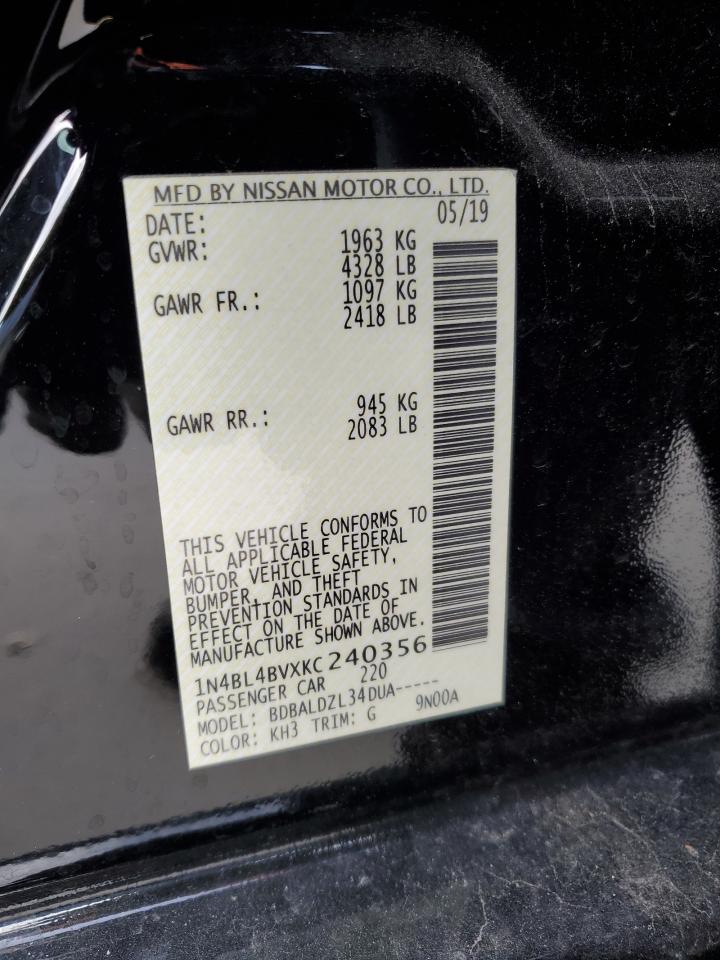 MFD BY NISSAN MOTOR CO., LTD.
DATE: 05/19
GVWR: 1963 KG
4328 LB
GAWR FR.: 1097 KG
2418 LB
GAWR RR.: 945 KG
2083 LB
THIS VEHICLE CONFORMS TO
ALL APPLICABLE FEDERAL
MOTOR VEHICLE SAFETY,
BUMPER, AND THEFT
PREVENTION STANDARDS IN
EFFECT ON THE DATE OF
MANUFACTURE SHOWN ABOVE.
1N4BL4BVXKC240356
PASSENGER CAR 220
MODEL: BDBALDZL34DUA-----
COLOR: KH3 TRIM: G 9N00A